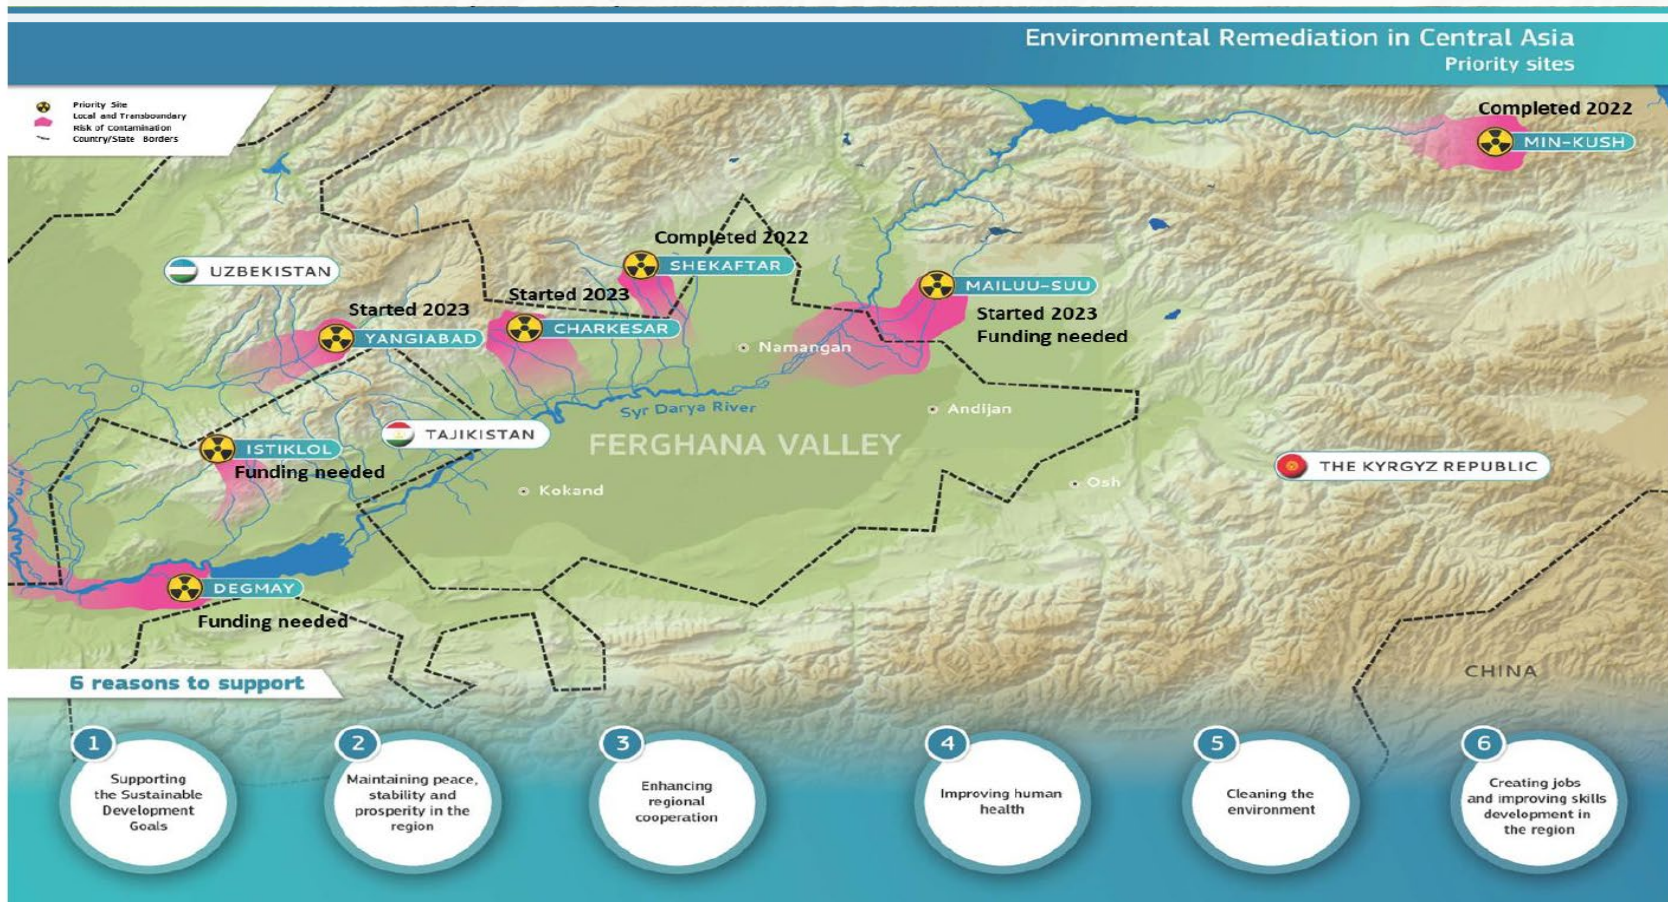 Environmental Remediation in Central Asia
Priority sites
Priority Site
Local and Transboundary
Risk of Contamination
Country/State Borders
Completed 2022
MIN-KUSH
Completed 2022
SHEKAFTAR
UZBEKISTAN
MAILUU-SUU
Started 2023
Funding needed
Started 2023
CHARKESAR
Started 2023
YANGIABAD
Namangan
Syr Darya River
Andijan
TAJIKISTAN
FERGHANA VALLEY
ISTIKLOL
Funding needed
THE KYRGYZ REPUBLIC
Kokand
Osh
DEGMAY
Funding needed
CHINA
6 reasons to support
1
Supporting
the Sustainable
Development
Goals
2
Maintaining peace,
stability and
prosperity in the
region
3
Enhancing
regional
cooperation
4
Improving human
health
5
Cleaning the
environment
6
Creating jobs
and improving skills
development in
the region